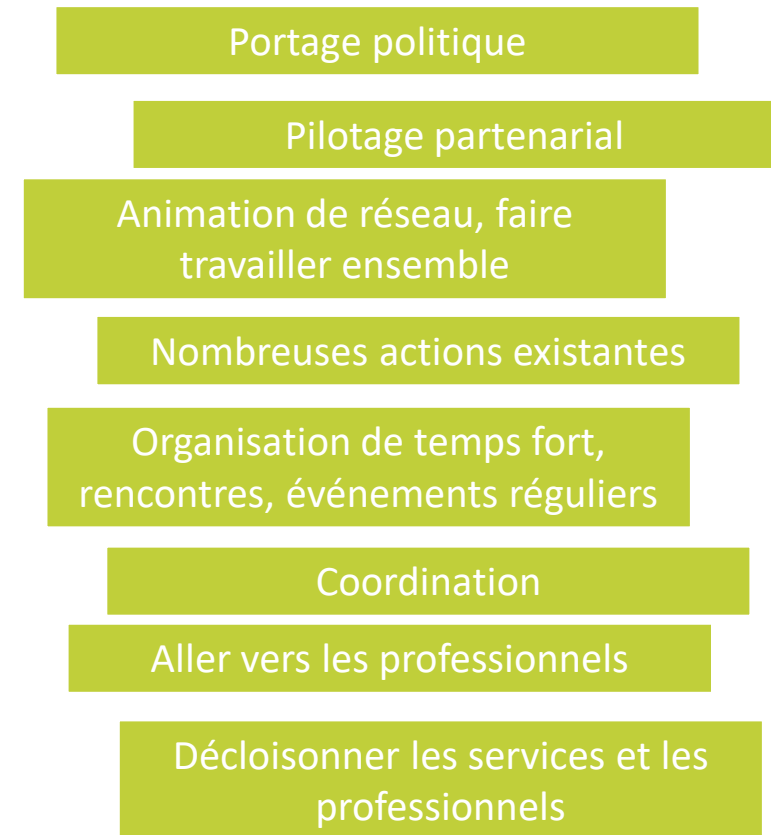 Portage politique
Pilotage partenarial
Animation de réseau, faire
travailler ensemble
Nombreuses actions existantes
Organisation de temps fort,
rencontres, événements réguliers
Coordination
Aller vers les professionnels
Décloisonner les services et les
professionnels